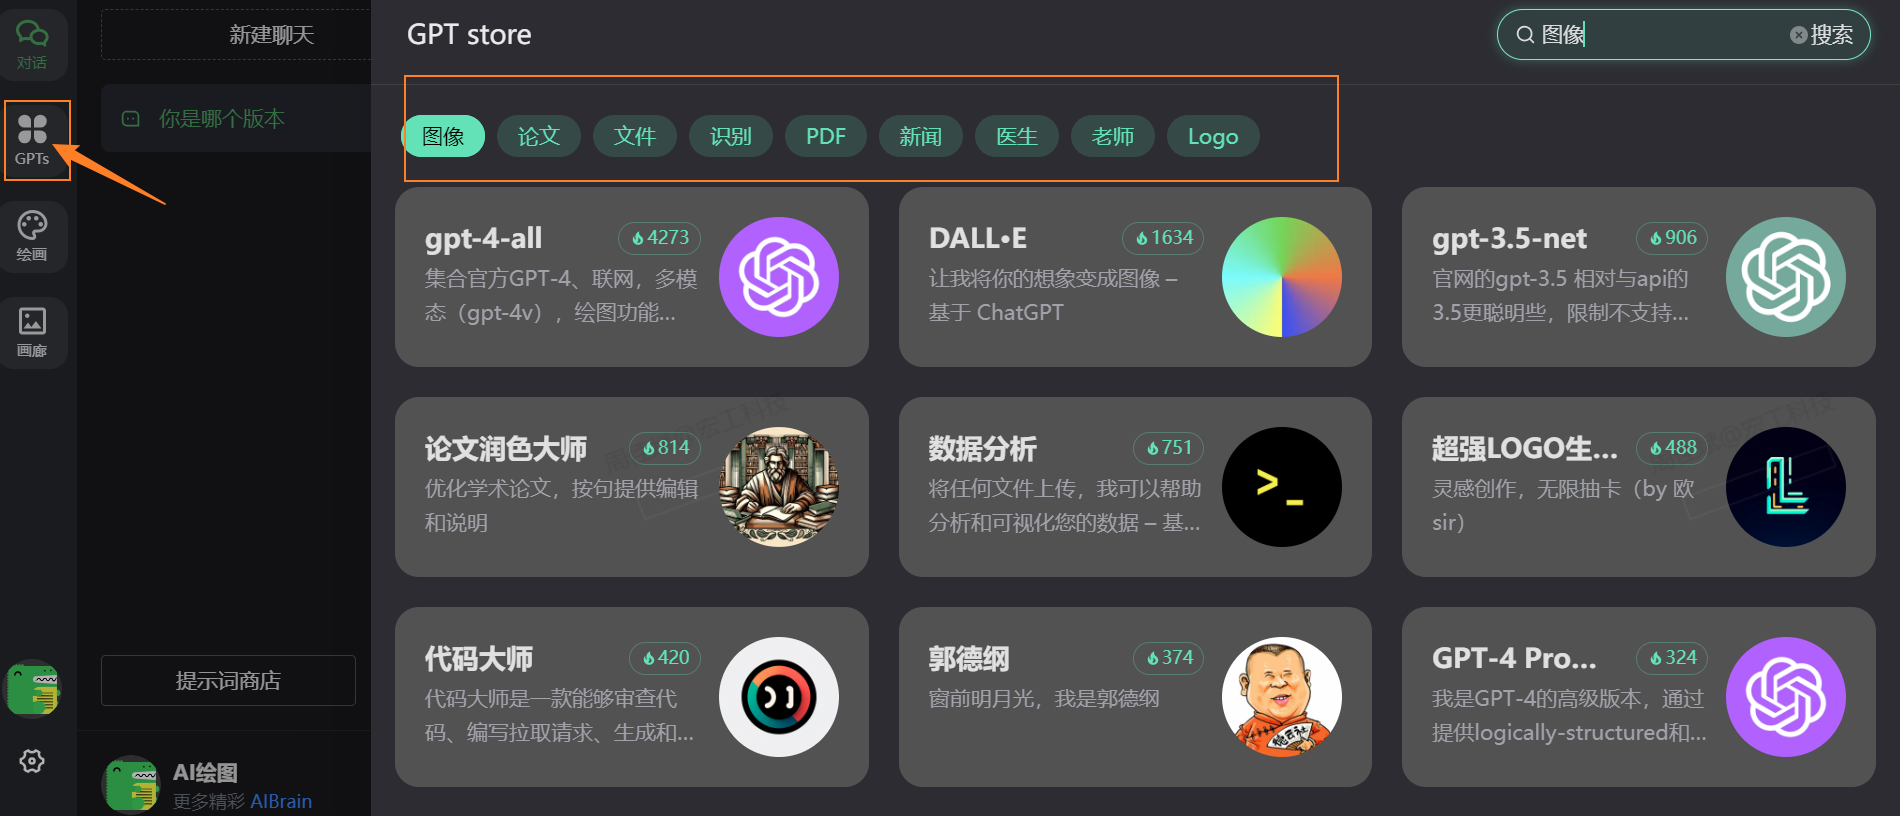 对话
GPTs
绘画
画廊
新建聊天
你是哪个版本
提示词商店
AI绘图
更多精彩 AIBrain
GPT store
图像
搜索
图像 论文 文件 识别 PDF 新闻 医生 老师 Logo
gpt-4-all 4273
集合官方GPT-4、联网，多模
态（gpt-4v），绘图功能...
DALL•E 1634
让我将你的想象变成图像 –
基于 ChatGPT
gpt-3.5-net 906
官网的gpt-3.5 相对与api的
3.5更聪明些，限制不支持...
论文润色大师 814
优化学术论文，按句提供编辑
和说明
数据分析 751
将任何文件上传，我可以帮助
分析和可视化您的数据 – 基...
>_
超强LOGO生... 488
灵感创作，无限抽卡（by 欧
sir）
代码大师 420
代码大师是一款能够审查代
码、编写拉取请求、生成和...
郭德纲 374
窗前明月光，我是郭德纲
德云社
GPT-4 Pro... 324
我是GPT-4的高级版本，通过
提供logically-structured和...